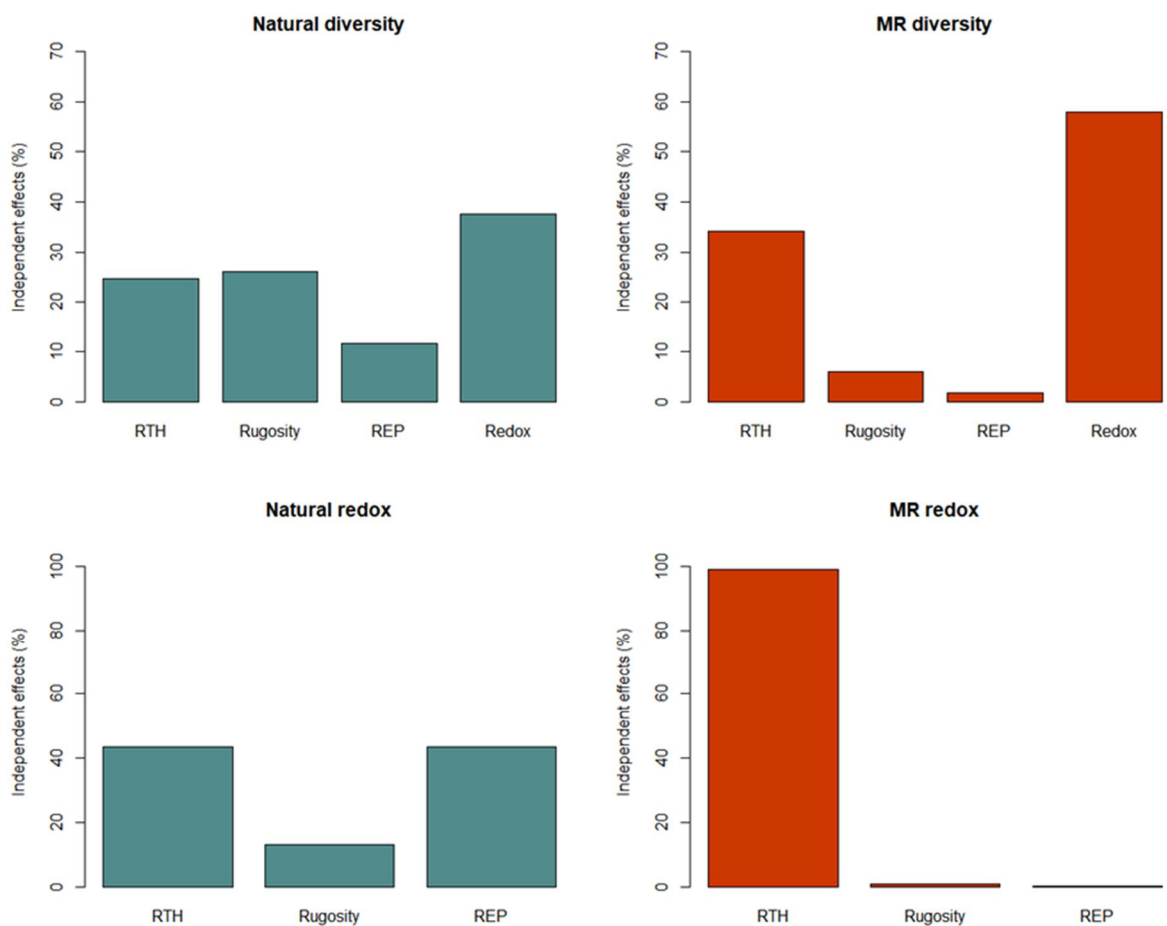 Natural diversity
Independent effects (%)
0 10 20 30 40 50 60 70
RTH Rugosity REP Redox
MR diversity
Independent effects (%)
0 10 20 30 40 50 60 70
RTH Rugosity REP Redox
Natural redox
Independent effects (%)
0 20 40 60 80 100
RTH Rugosity REP
MR redox
Independent effects (%)
0 20 40 60 80 100
RTH Rugosity REP